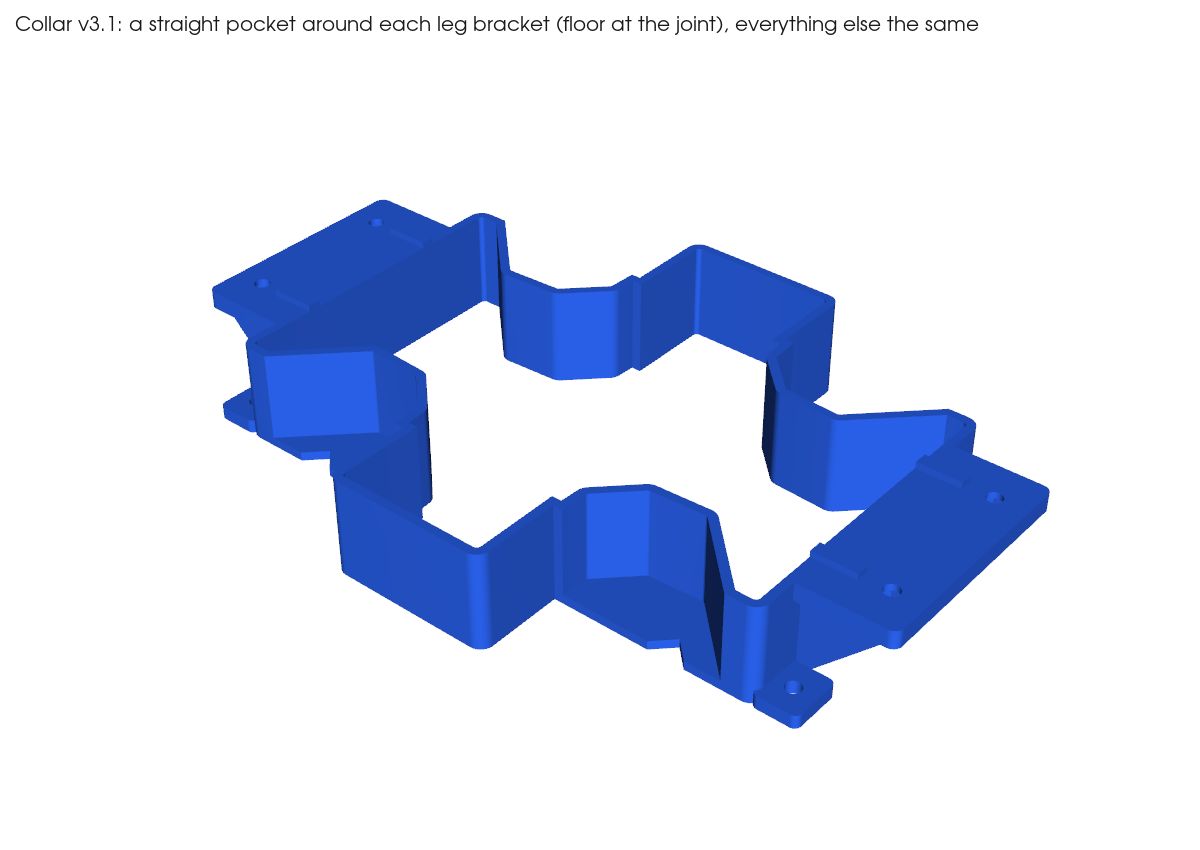 Collar v3.1: a straight pocket around each leg bracket (floor at the joint), everything else the same